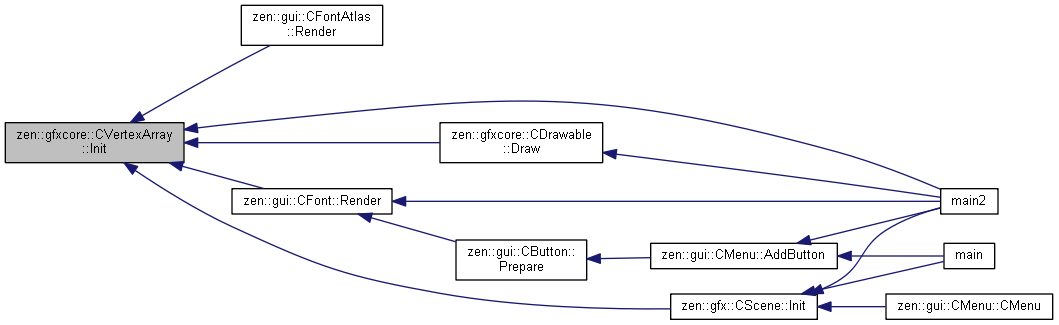 zen::gui::CFontAtlas
::Render
zen::gfxcore::CVertexArray
::Init
zen::gfxcore::CDrawable
::Draw
zen::gui::CFont::Render
main2
zen::gui::CButton::
Prepare
zen::gui::CMenu::AddButton
main
zen::gfx::CScene::Init
zen::gui::CMenu::CMenu